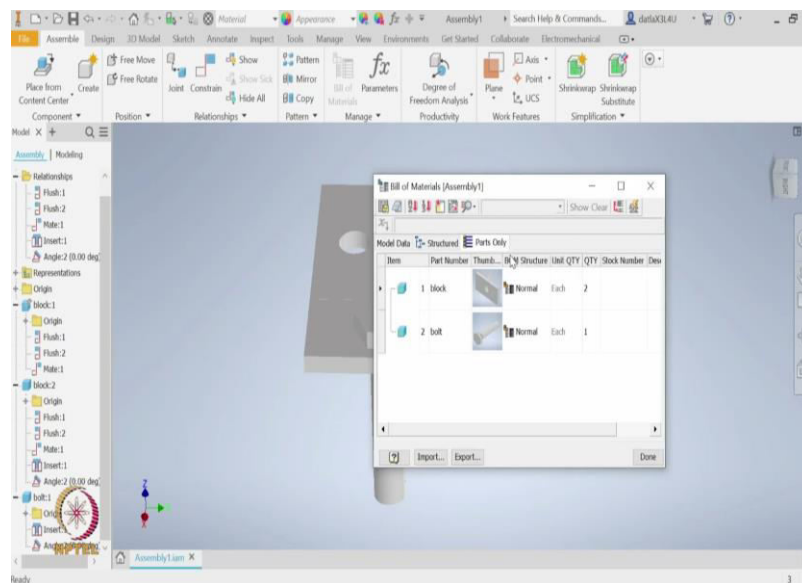 Material
Appearance
Assembly1
Search Help & Commands...
datlaX3L4U
File Assemble Design 3D Model Sketch Annotate Inspect Tools Manage View Environments Get Started Collaborate Electromechanical
Place from Content Center
Create
Free Move
Free Rotate
Joint
Constrain
Show
Show Sick
Hide All
Pattern
Mirror
Copy
Bill of Materials
fx
Parameters
Degree of Freedom Analysis
Plane
Axis
Point
UCS
Shrinkwrap
Shrinkwrap Substitute
Component
Position
Relationships
Pattern
Manage
Productivity
Work Features
Simplification
Model X +
Assembly | Modeling
Relationships
Flush:1
Flush:2
Mate:1
Insert:1
Angle:2 (0.00 deg)
Representations
Origin
block:1
Origin
Flush:1
Flush:2
Mate:1
block:2
Origin
Flush:1
Flush:2
Mate:1
Insert:1
Angle:2 (0.00 deg)
bolt:1
NPTEL
Bill of Materials [Assembly1]
Show Clear
Model Data Structured Parts Only
Item Part Number Thumb... BOM Structure Unit QTY QTY Stock Number
1 block Normal Each 2
2 bolt Normal Each 1
Import... Export... Done
Z
X
Assembly1.iam X
Ready
3